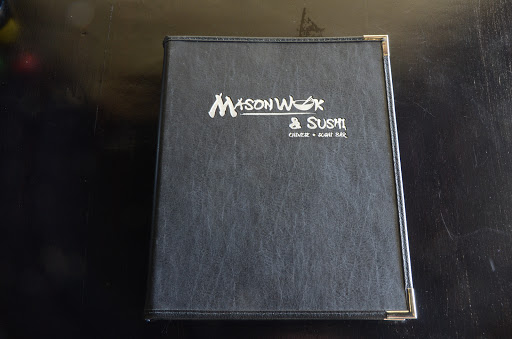 MASON WOK
& SUSHI
CHINESE • SUSHI BAR